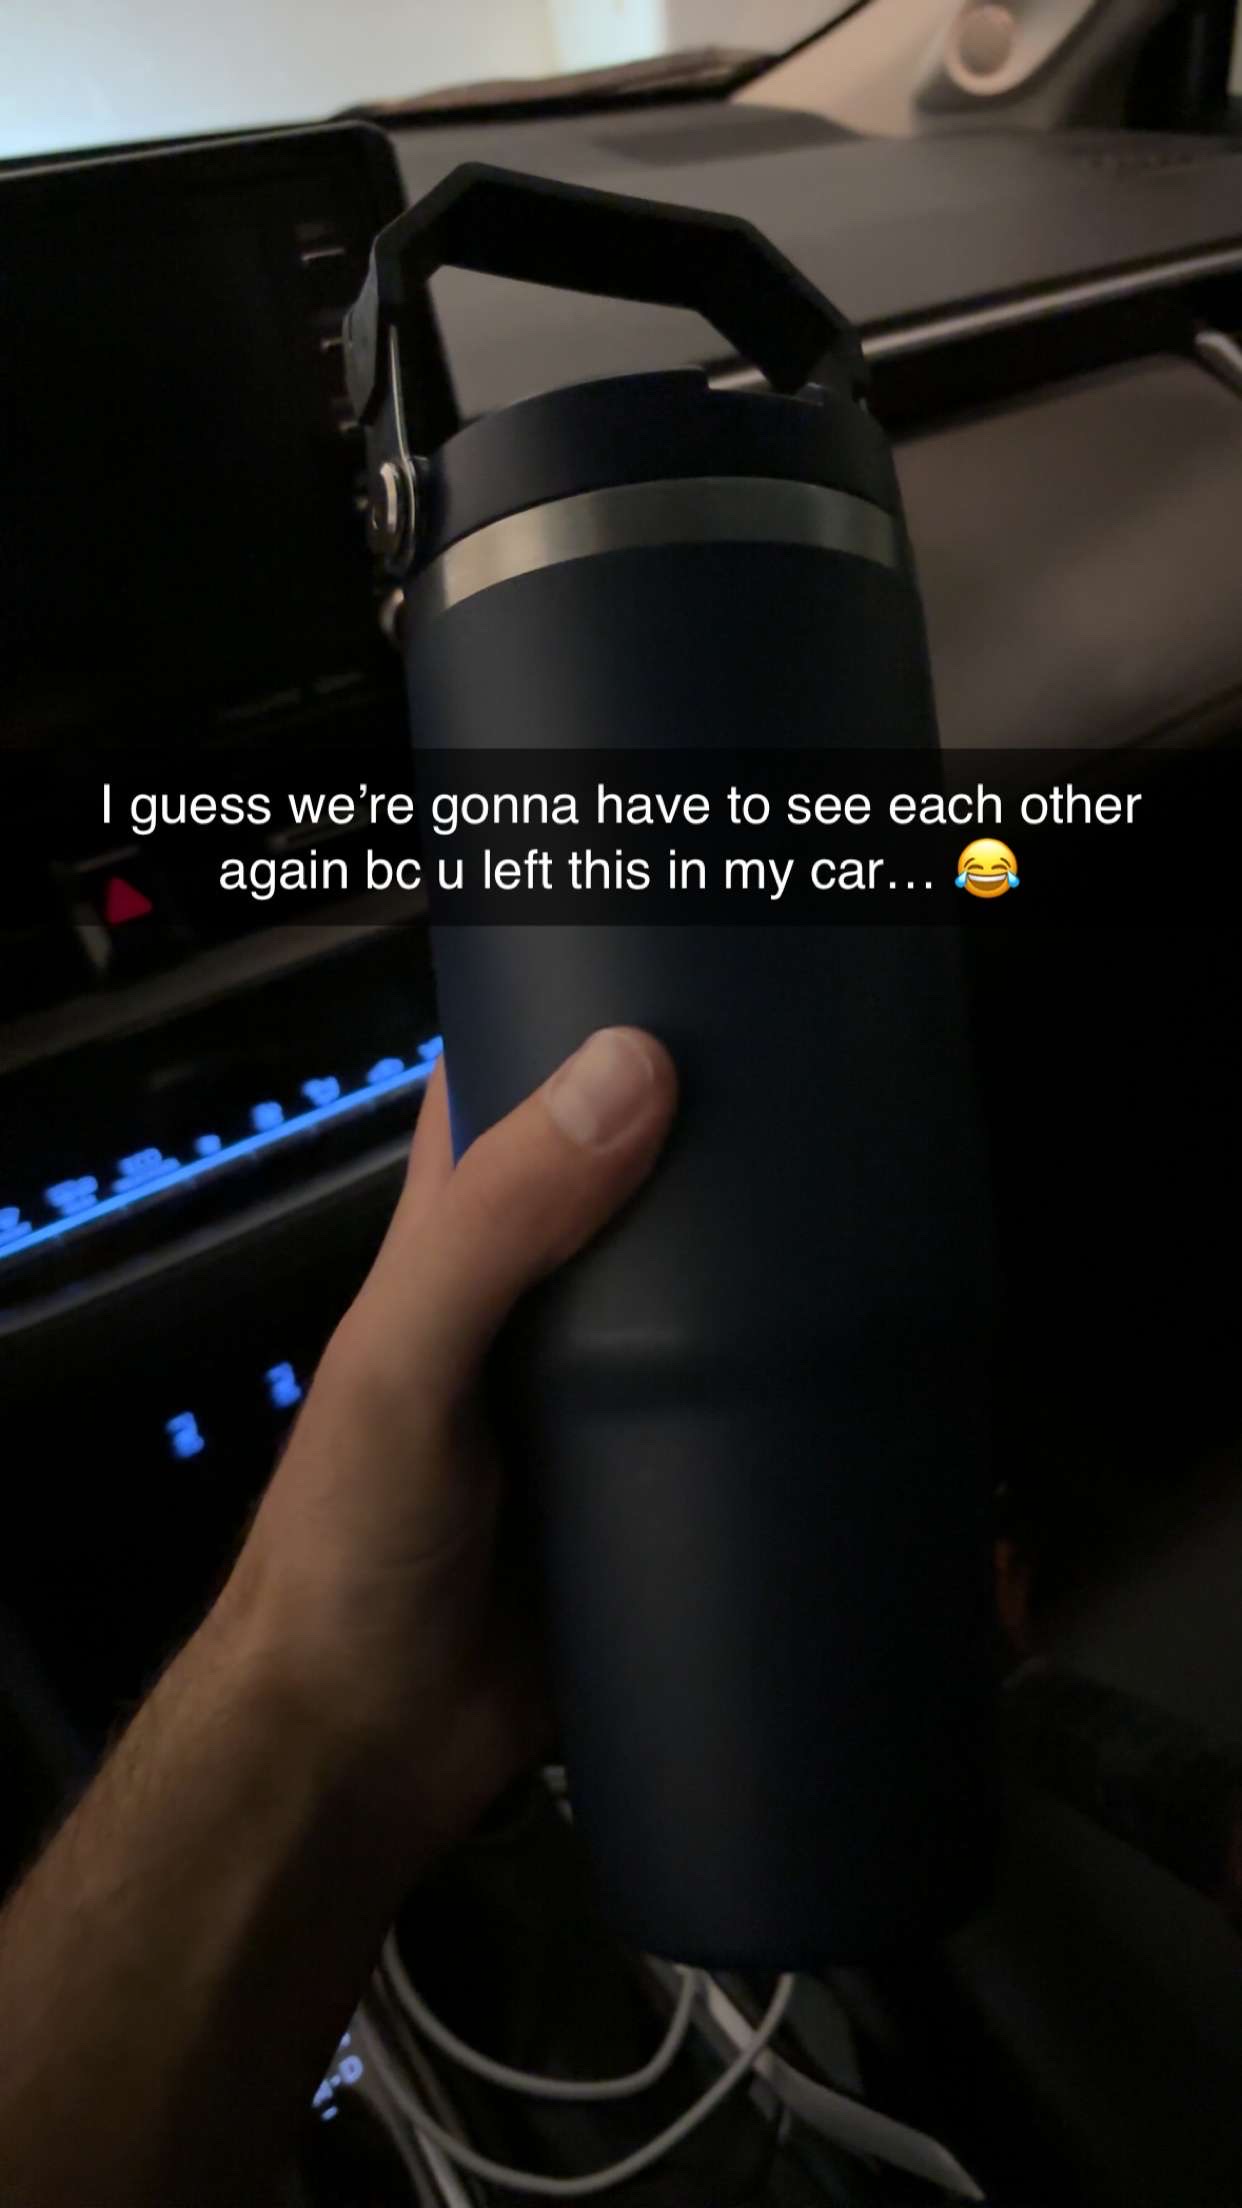 I guess we’re gonna have to see each other
again bc u left this in my car… 😂